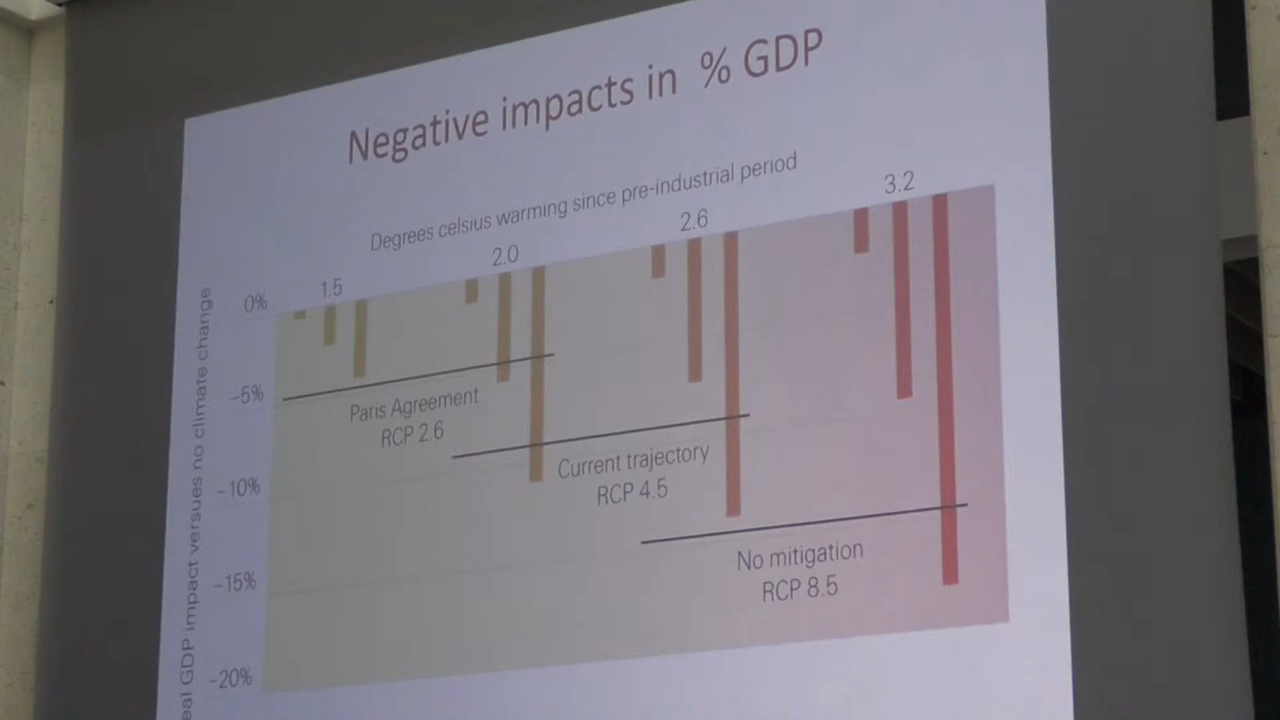 Negative impacts in % GDP
Degrees celsius warming since pre-industrial period
1.5
2.0
2.6
3.2
0%
-5%
-10%
-15%
-20%
GDP impact versues no climate change
Paris Agreement
RCP 2.6
Current trajectory
RCP 4.5
No mitigation
RCP 8.5